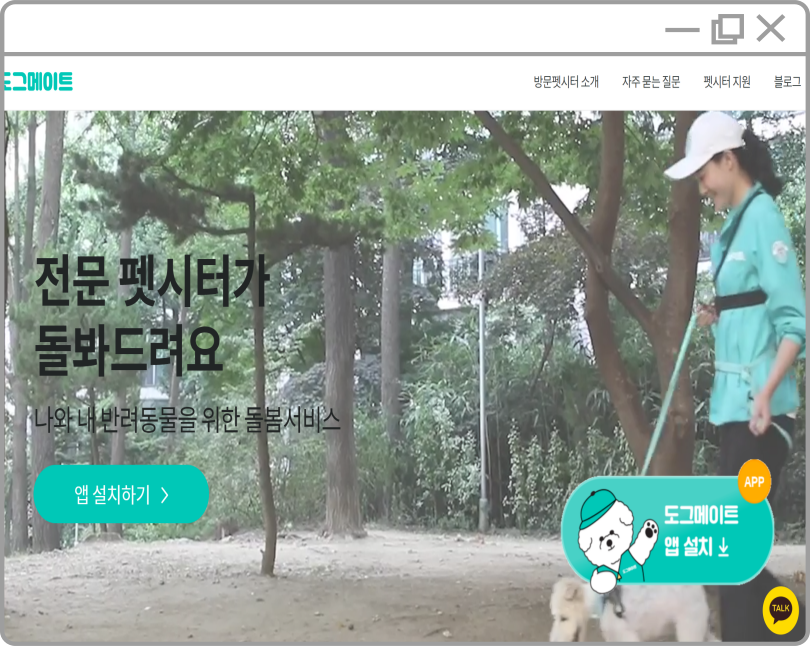 도그메이트
방문펫시터 소개 자주 묻는 질문 펫시터 지원 블로그
전문 펫시터가
돌봐드려요
나와 내 반려동물을 위한 돌봄서비스
앱 설치하기
APP
도그메이트
앱 설치
TALK